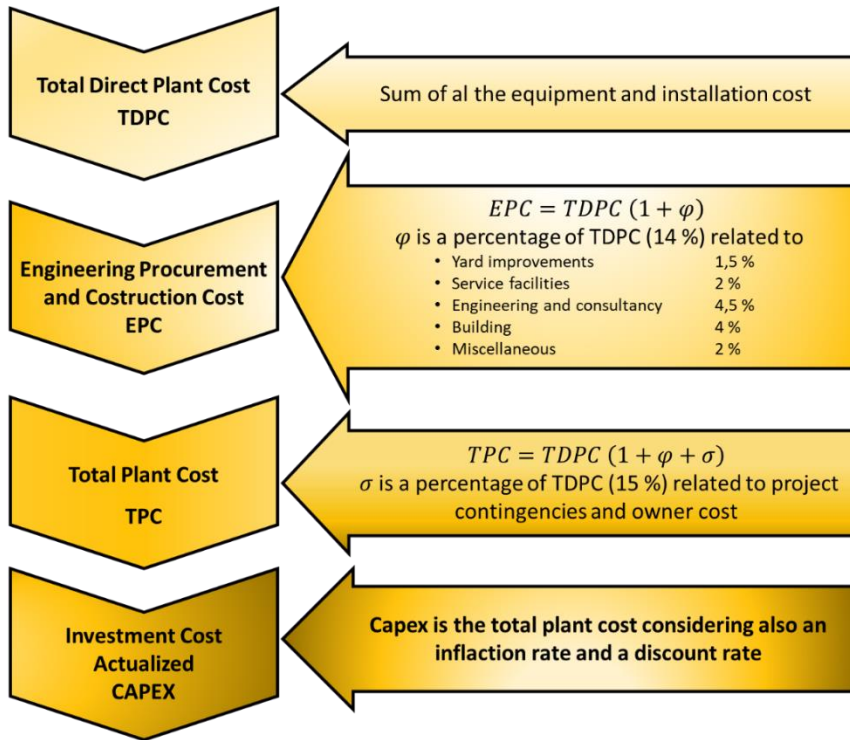 Total Direct Plant Cost
TDPC
Sum of al the equipment and installation cost
Engineering Procurement
and Costruction Cost
EPC
𝐸𝑃𝐶 = 𝑇𝐷𝑃𝐶 (1 + 𝜑)
𝜑 is a percentage of TDPC (14 %) related to
• Yard improvements 1,5 %
• Service facilities 2 %
• Engineering and consultancy 4,5 %
• Building 4 %
• Miscellaneous 2 %
Total Plant Cost
TPC
𝑇𝑃𝐶 = 𝑇𝐷𝑃𝐶 (1 + 𝜑 + 𝜎)
𝜎 is a percentage of TDPC (15 %) related to project
contingencies and owner cost
Investment Cost
Actualized
CAPEX
Capex is the total plant cost considering also an
inflaction rate and a discount rate